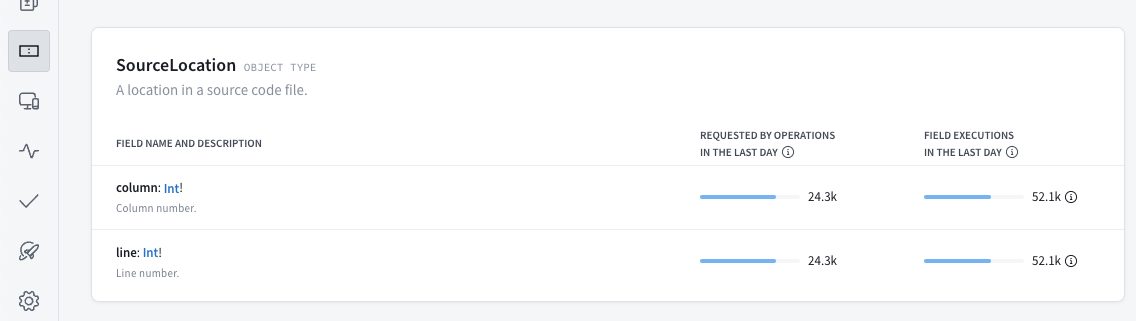 SourceLocation OBJECT TYPE
A location in a source code file.
FIELD NAME AND DESCRIPTION
REQUESTED BY OPERATIONS
IN THE LAST DAY
FIELD EXECUTIONS
IN THE LAST DAY
column: Int!
Column number.
24.3k
52.1k
line: Int!
Line number.
24.3k
52.1k